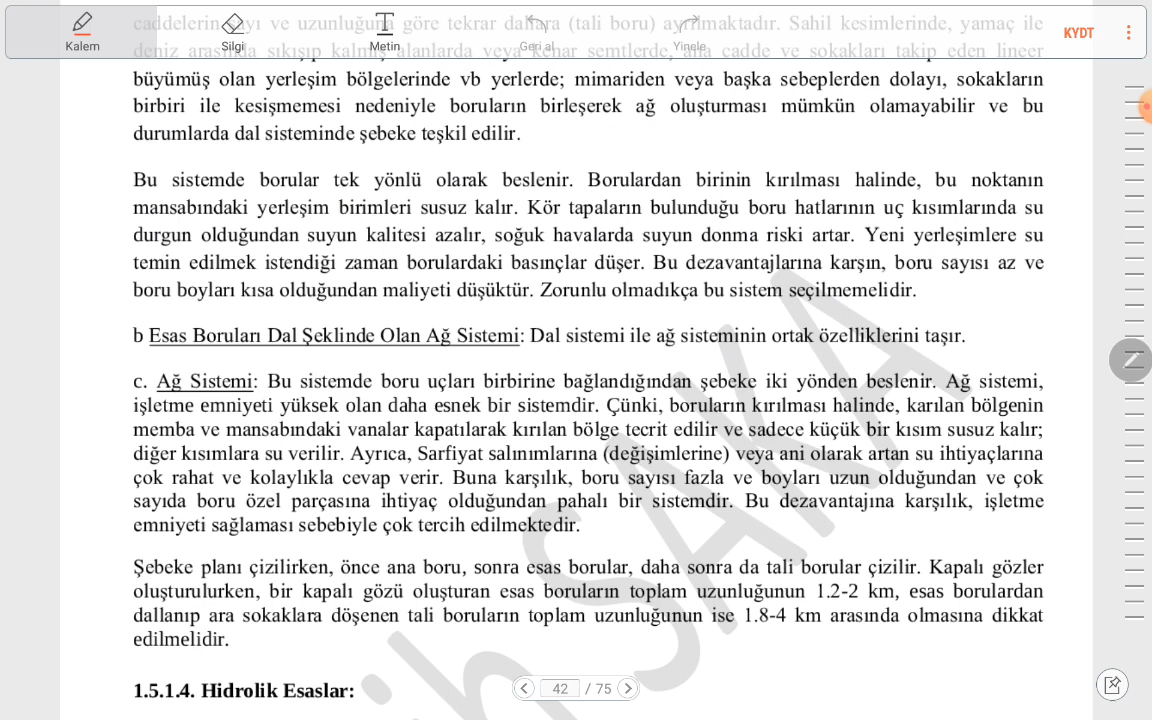 caddelerin sayı ve uzunluğuna göre tekrar dallara (tali boru) ayrılmaktadır. Sahil kesimlerinde, yamaç ile
deniz arasında sıkışıp kalmış alanlarda veya kenar semtlerde, ana cadde ve sokakları takip eden lineer
Kalem
Silgi
Metin
Geri al
Yinele
KYDT
büyümüş olan yerleşim bölgelerinde vb yerlerde; mimariden veya başka sebeplerden dolayı, sokakların
birbiri ile kesişmemesi nedeniyle boruların birleşerek ağ oluşturması mümkün olamayabilir ve bu
durumlarda dal sisteminde şebeke teşkil edilir.
Bu sistemde borular tek yönlü olarak beslenir. Borulardan birinin kırılması halinde, bu noktanın
mansabındaki yerleşim birimleri susuz kalır. Kör tapaların bulunduğu boru hatlarının uç kısımlarında su
durgun olduğundan suyun kalitesi azalır, soğuk havalarda suyun donma riski artar. Yeni yerleşimlere su
temin edilmek istendiği zaman borulardaki basınçlar düşer. Bu dezavantajlarına karşın, boru sayısı az ve
boru boyları kısa olduğundan maliyeti düşüktür. Zorunlu olmadıkça bu sistem seçilmemelidir.
b Esas Boruları Dal Şeklinde Olan Ağ Sistemi: Dal sistemi ile ağ sisteminin ortak özelliklerini taşır.
c. Ağ Sistemi: Bu sistemde boru uçları birbirine bağlandığından şebeke iki yönden beslenir. Ağ sistemi,
işletme emniyeti yüksek olan daha esnek bir sistemdir. Çünki, boruların kırılması halinde, karılan bölgenin
memba ve mansabındaki vanalar kapatılarak kırılan bölge tecrit edilir ve sadece küçük bir kısım susuz kalır;
diğer kısımlara su verilir. Ayrıca, Sarfiyat salınımlarına (değişimlerine) veya ani olarak artan su ihtiyaçlarına
çok rahat ve kolaylıkla cevap verir. Buna karşılık, boru sayısı fazla ve boyları uzun olduğundan ve çok
sayıda boru özel parçasına ihtiyaç olduğundan pahalı bir sistemdir. Bu dezavantajına karşılık, işletme
emniyeti sağlaması sebebiyle çok tercih edilmektedir.
Şebeke planı çizilirken, önce ana boru, sonra esas borular, daha sonra da tali borular çizilir. Kapalı gözler
oluşturulurken, bir kapalı gözü oluşturan esas boruların toplam uzunluğunun 1.2-2 km, esas borulardan
dallanıp ara sokaklara döşenen tali boruların toplam uzunluğunun ise 1.8-4 km arasında olmasına dikkat
edilmelidir.
1.5.1.4. Hidrolik Esaslar:
42 / 75
ih SAKA